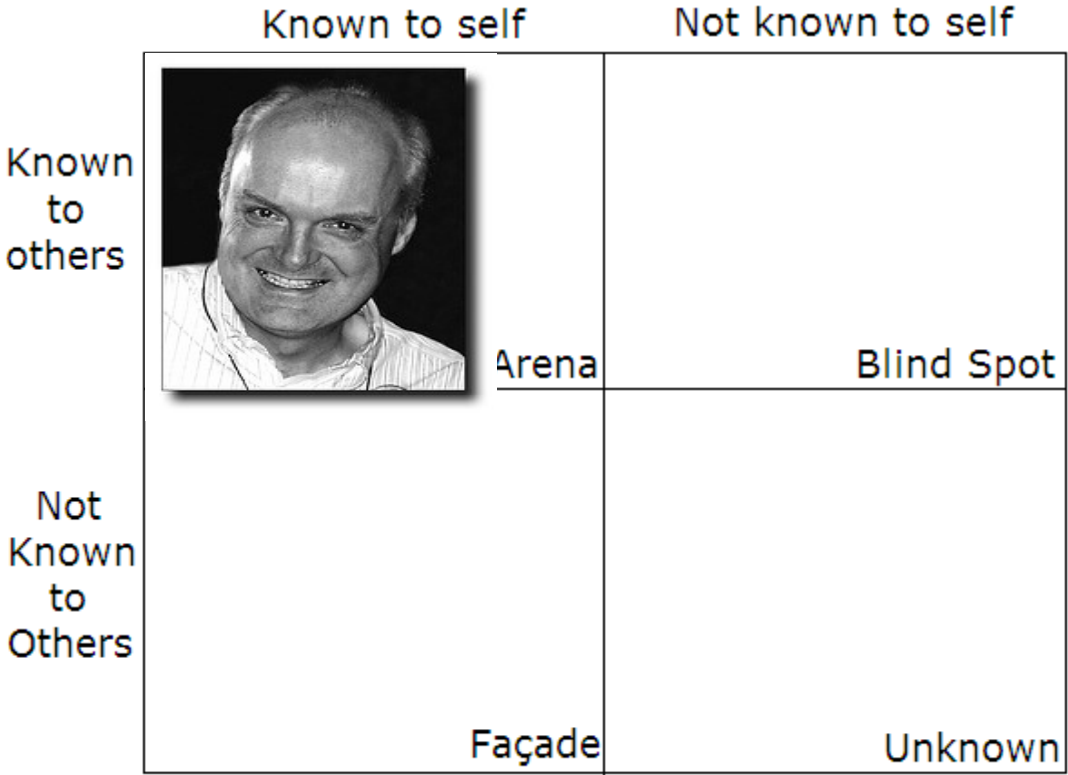 Known to self
Not known to self
Known
to
others
Arena
Blind Spot
Not
Known
to
Others
Façade
Unknown